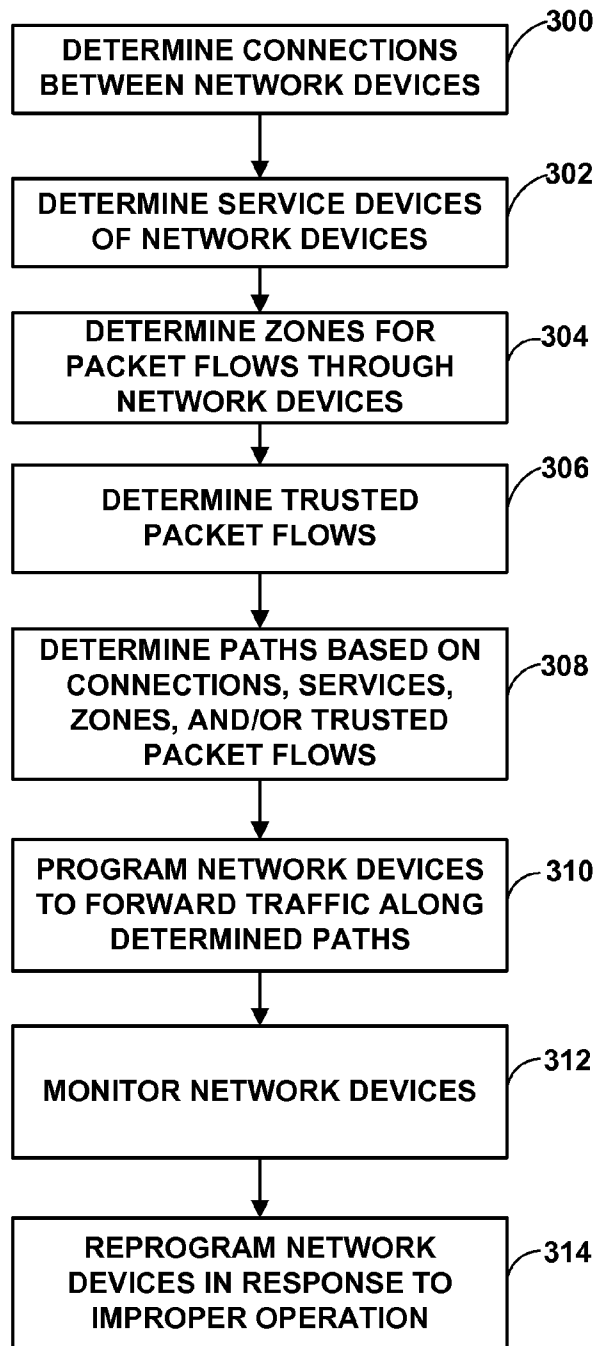 300
DETERMINE CONNECTIONS
BETWEEN NETWORK DEVICES
302
DETERMINE SERVICE DEVICES
OF NETWORK DEVICES
304
DETERMINE ZONES FOR
PACKET FLOWS THROUGH
NETWORK DEVICES
306
DETERMINE TRUSTED
PACKET FLOWS
308
DETERMINE PATHS BASED ON
CONNECTIONS, SERVICES,
ZONES, AND/OR TRUSTED
PACKET FLOWS
310
PROGRAM NETWORK DEVICES
TO FORWARD TRAFFIC ALONG
DETERMINED PATHS
312
MONITOR NETWORK DEVICES
314
REPROGRAM NETWORK
DEVICES IN RESPONSE TO
IMPROPER OPERATION